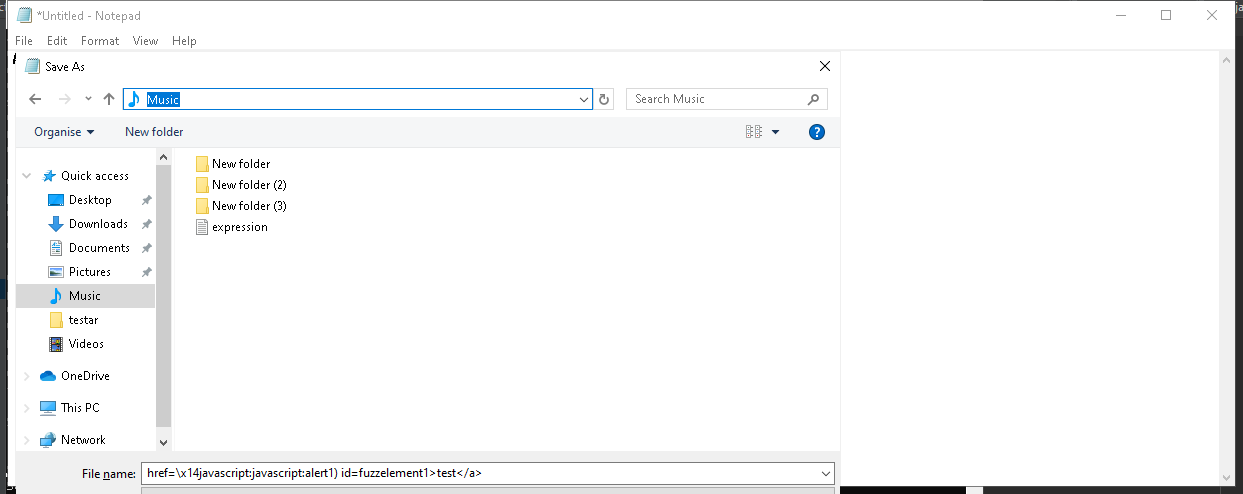 *Untitled - Notepad
File Edit Format View Help
Save As
Music
Search Music
Organise New folder
?
Quick access
Desktop
Downloads
Documents
Pictures
Music
testar
Videos
OneDrive
This PC
Network
New folder
New folder (2)
New folder (3)
expression
File name: href=\x14javascript:javascript:alert1) id=fuzzelement1>test</a>